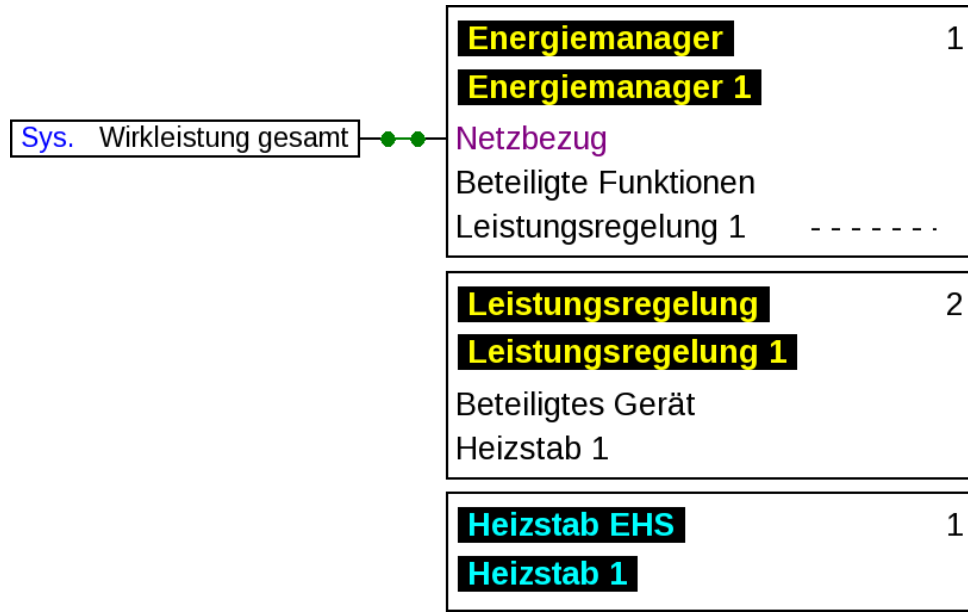 Energiemanager 1
Energiemanager 1
Sys. Wirkleistung gesamt
Netzbezug
Beteiligte Funktionen
Leistungsregelung 1 - - - - - - -
Leistungsregelung 2
Leistungsregelung 1
Beteiligtes Gerät
Heizstab 1
Heizstab EHS 1
Heizstab 1